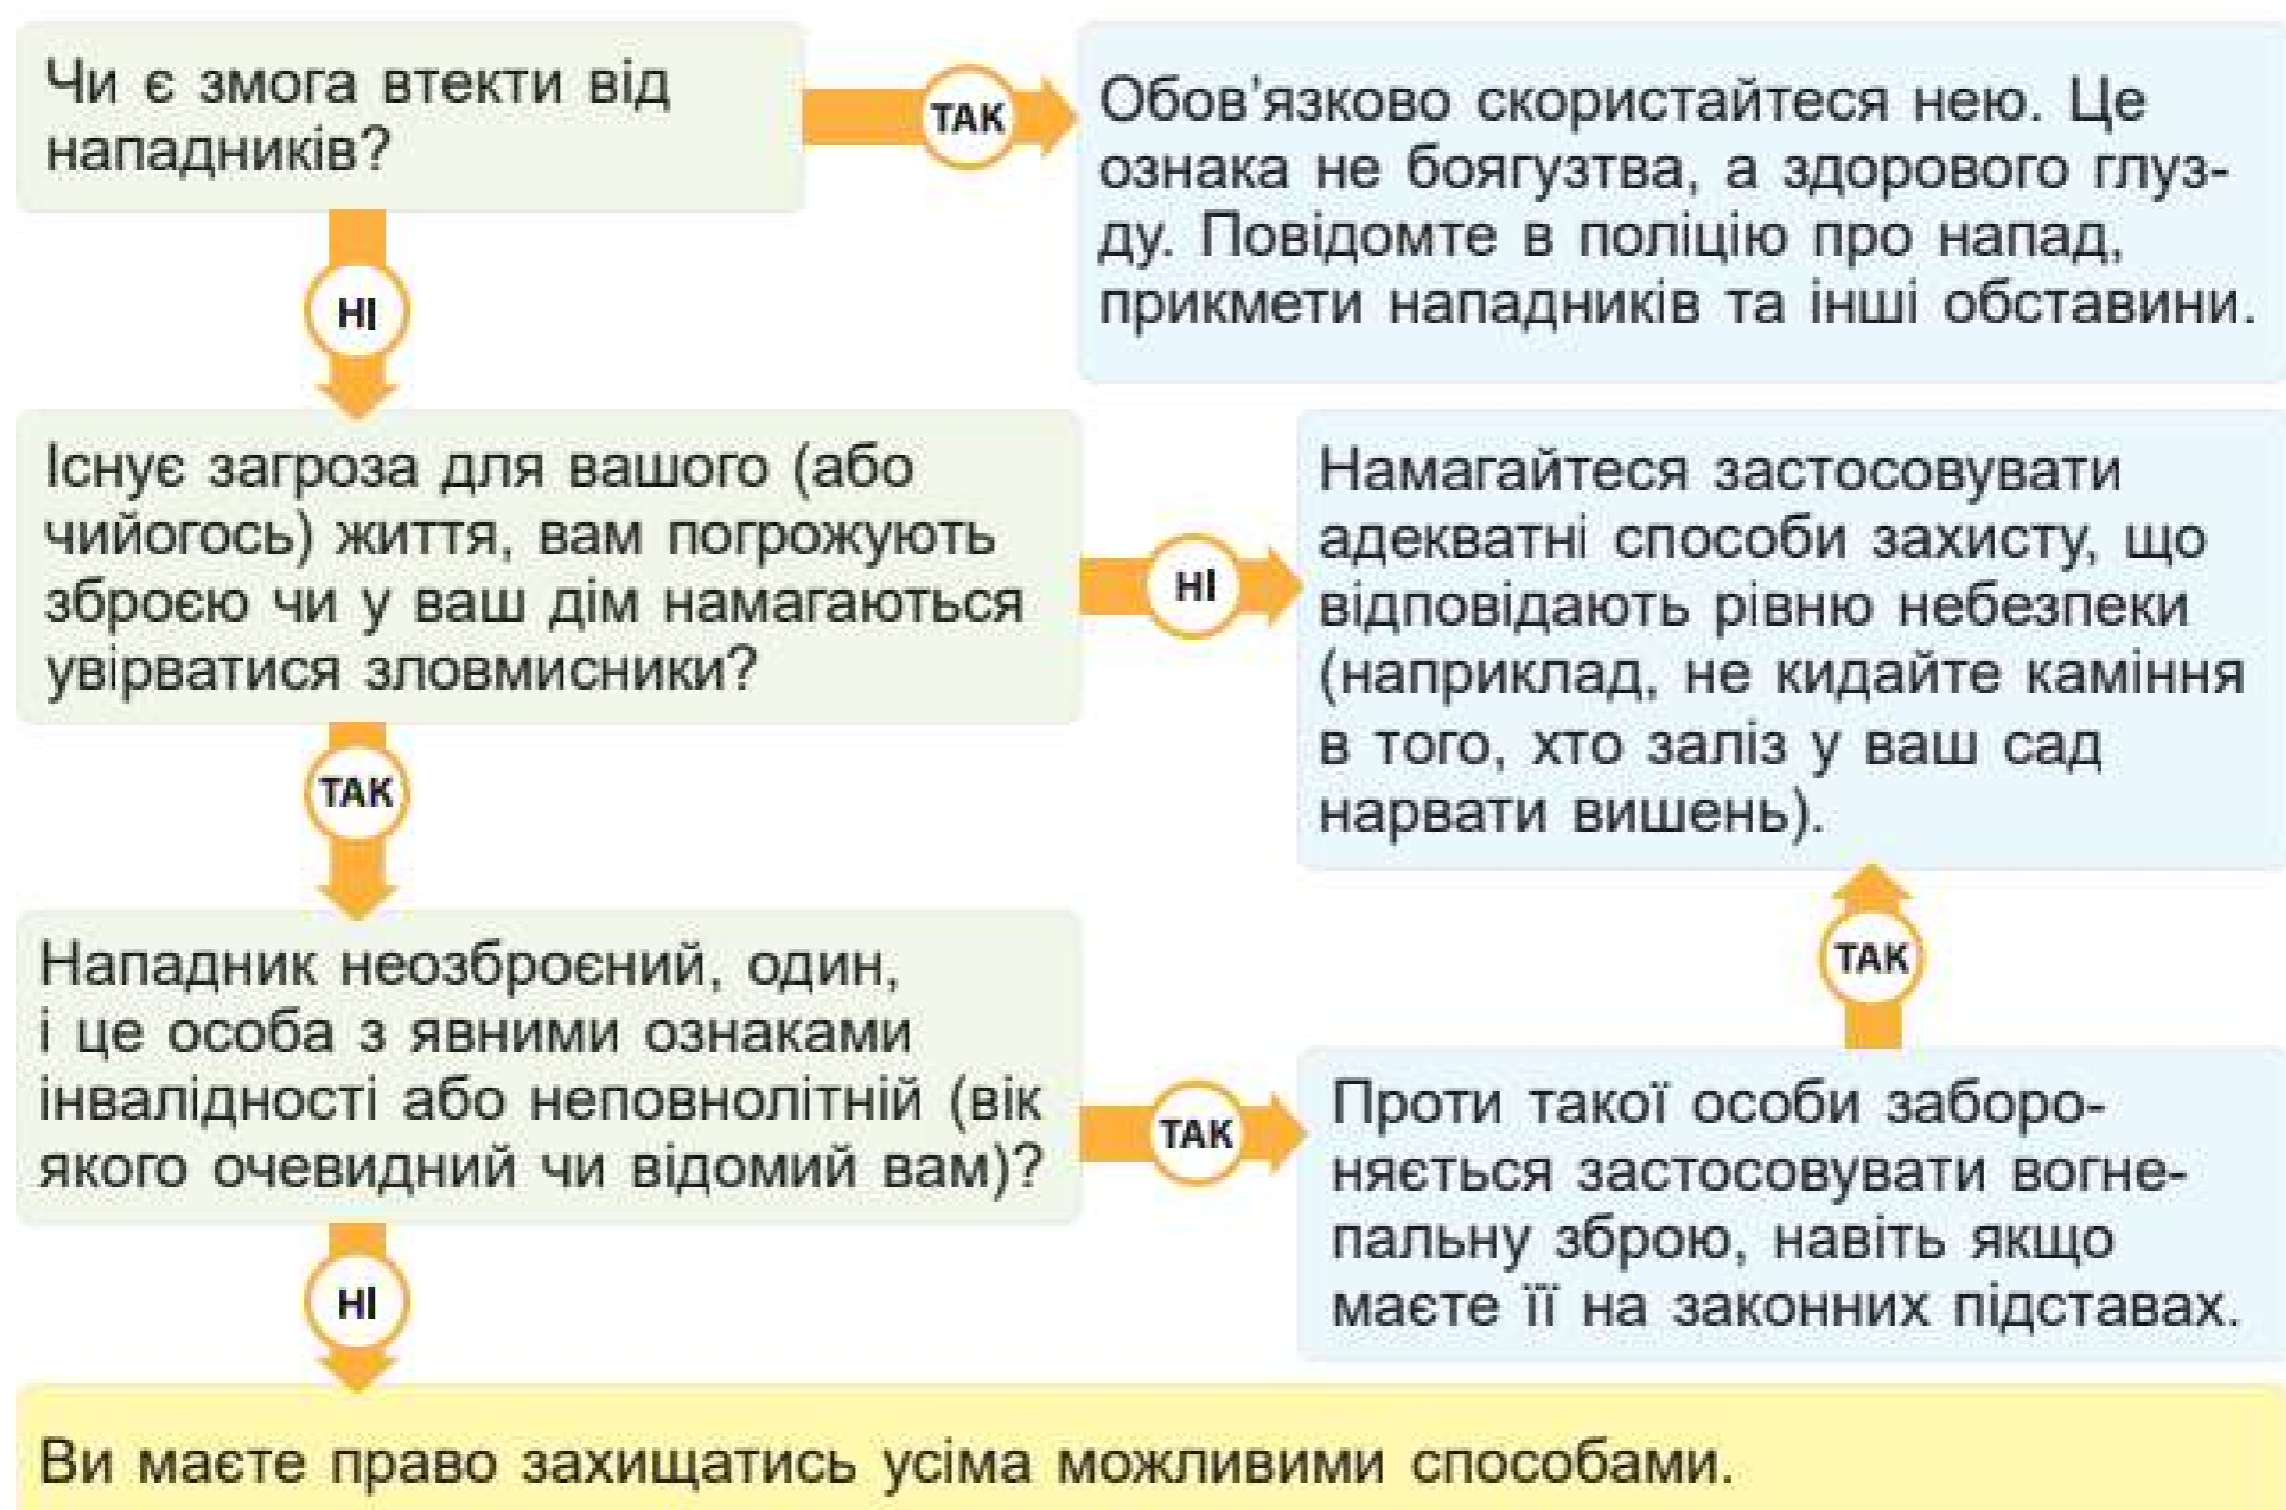 Чи є змога втекти від
нападників?
ТАК
Обов'язково скористайтеся нею. Це
ознака не боягузтва, а здорового глуз-
ду. Повідомте в поліцію про напад,
прикмети нападників та інші обставини.
НІ
Існує загроза для вашого (або
чийогось) життя, вам погрожують
зброєю чи у ваш дім намагаються
увірватися зловмисники?
НІ
Намагайтеся застосовувати
адекватні способи захисту, що
відповідають рівню небезпеки
(наприклад, не кидайте каміння
в того, хто заліз у ваш сад
нарвати вишень).
ТАК
Нападник неозброєний, один,
і це особа з явними ознаками
інвалідності або неповнолітній (вік
якого очевидний чи відомий вам)?
ТАК
Проти такої особи заборо-
няється застосовувати вогне-
пальну зброю, навіть якщо
маєте її на законних підставах.
ТАК
НІ
Ви маєте право захищатись усіма можливими способами.